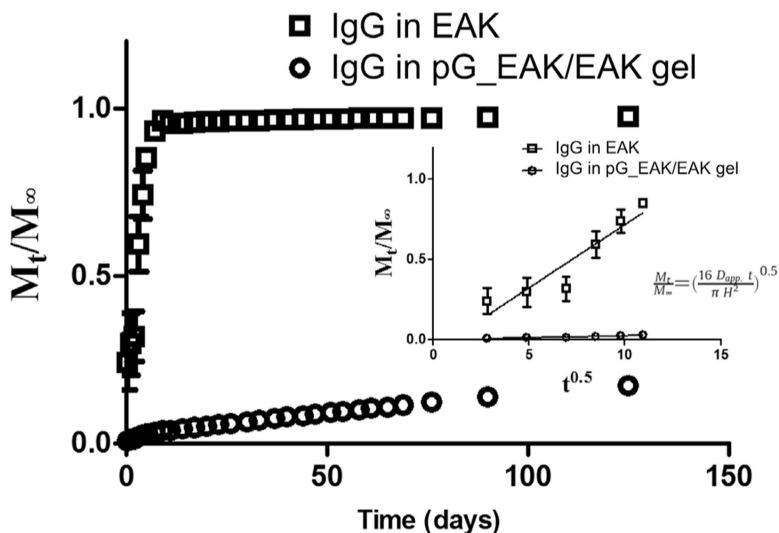 IgG in EAK
IgG in pG_EAK/EAK gel
1.0
0.5
0.0
Mt/M∞
0 50 100 150
Time (days)
IgG in EAK
IgG in pG_EAK/EAK gel
1.0
0.5
0.0
Mt/M∞
0 5 10 15
t^0.5
Mt/M∞=(16 Dapp. t/π H²)^0.5